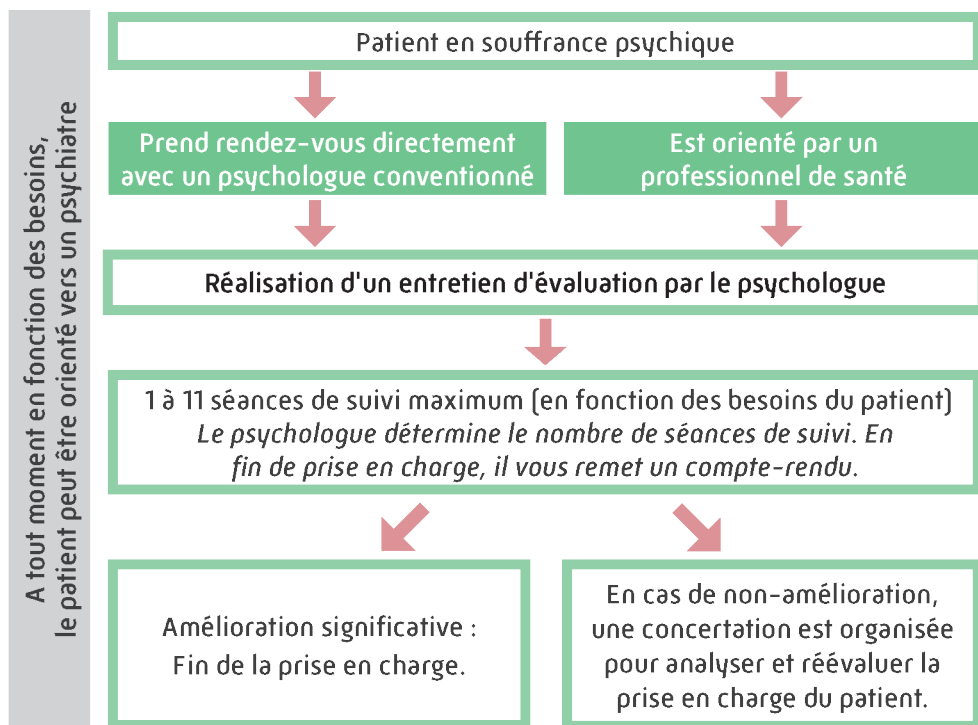 A tout moment en fonction des besoins,
le patient peut être orienté vers un psychiatre
Patient en souffrance psychique
Prend rendez-vous directement
avec un psychologue conventionné
Est orienté par un
professionnel de santé
Réalisation d'un entretien d'évaluation par le psychologue
1 à 11 séances de suivi maximum (en fonction des besoins du patient)
Le psychologue détermine le nombre de séances de suivi. En
fin de prise en charge, il vous remet un compte-rendu.
Amélioration significative :
Fin de la prise en charge.
En cas de non-amélioration,
une concertation est organisée
pour analyser et réévaluer la
prise en charge du patient.